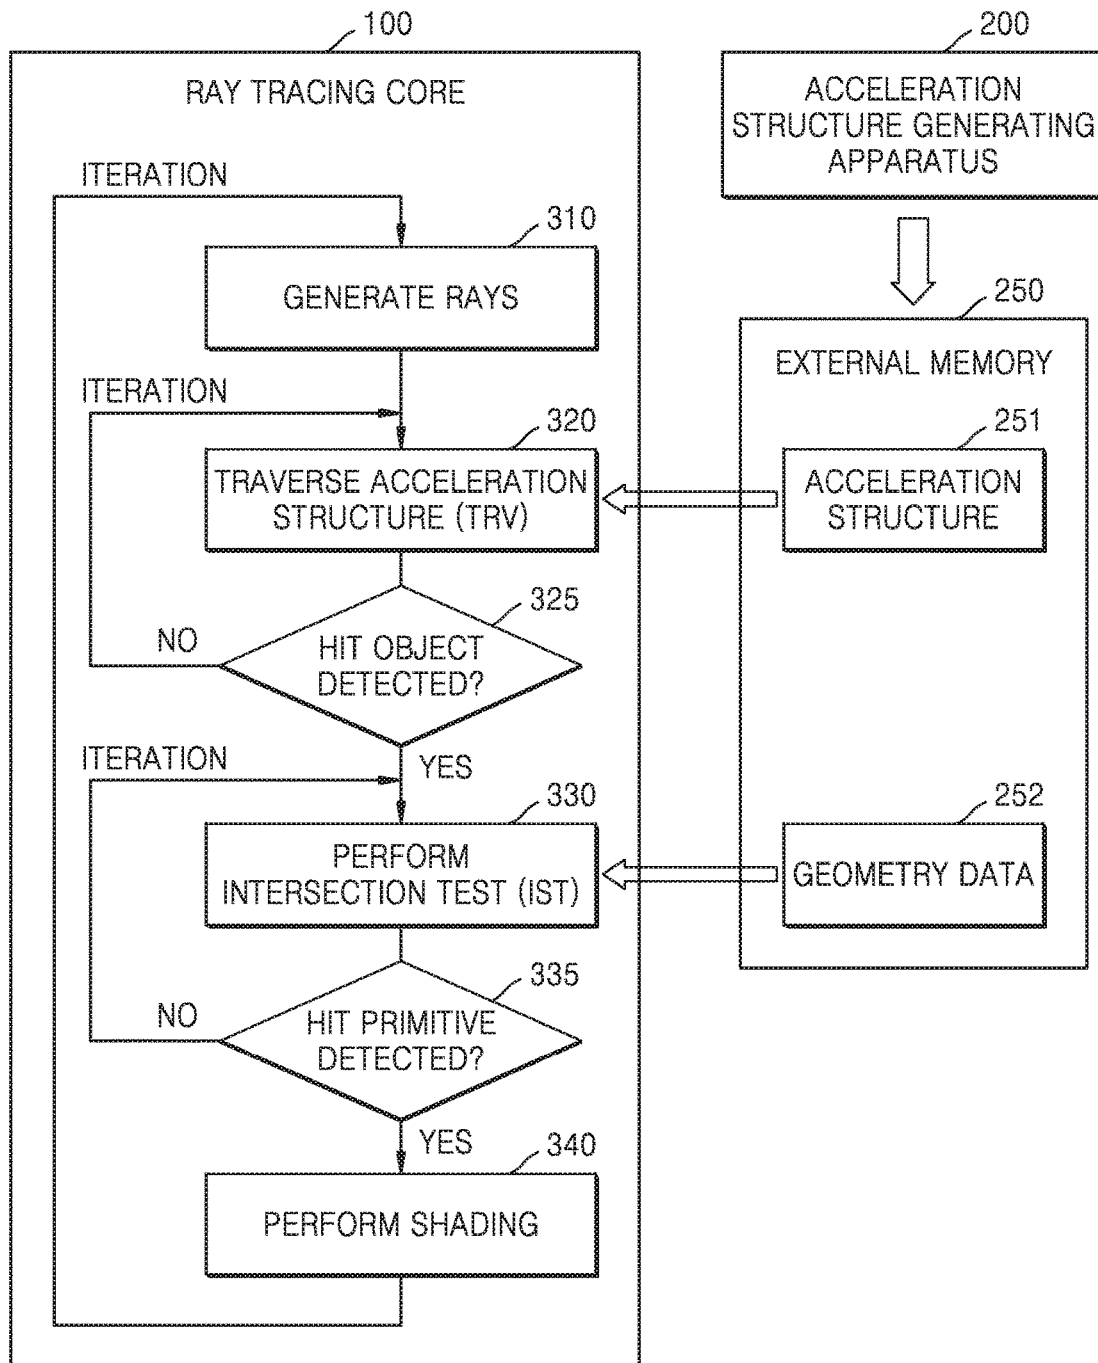 100
RAY TRACING CORE
ITERATION
310
GENERATE RAYS
ITERATION
320
TRAVERSE ACCELERATION
STRUCTURE (TRV)
325
NO
HIT OBJECT
DETECTED?
YES
ITERATION
330
PERFORM
INTERSECTION TEST (IST)
335
NO
HIT PRIMITIVE
DETECTED?
YES
340
PERFORM SHADING
200
ACCELERATION
STRUCTURE GENERATING
APPARATUS
250
EXTERNAL MEMORY
251
ACCELERATION
STRUCTURE
252
GEOMETRY DATA